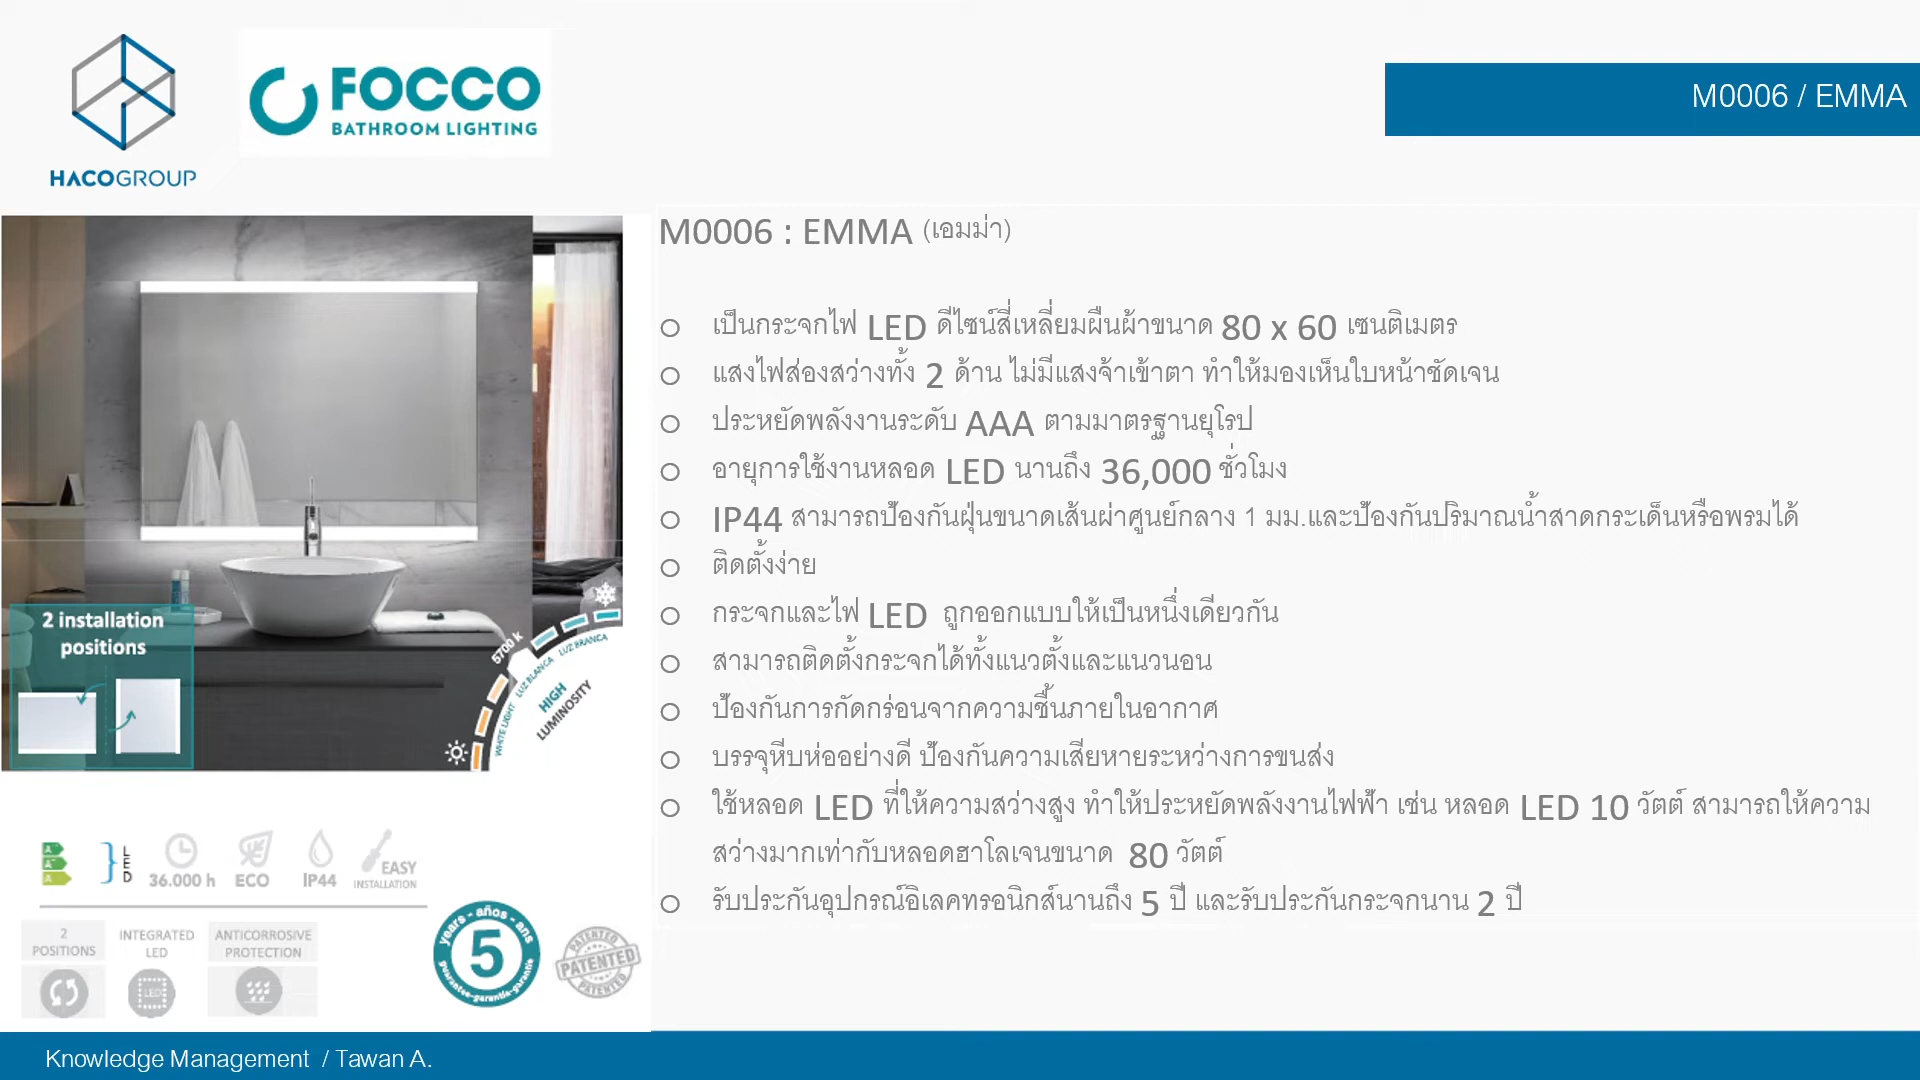 HACOGROUP
FOCCO
BATHROOM LIGHTING
M0006 / EMMA
M0006 : EMMA (เอมม่า)
เป็นกระจกไฟ LED ดีไซน์สี่เหลี่ยมผืนผ้าขนาด 80 x 60 เซนติเมตร
แสงไฟส่องสว่างทั้ง 2 ด้าน ไม่มีแสงจ้าเข้าตา ทำให้มองเห็นใบหน้าชัดเจน
ประหยัดพลังงานระดับ AAA ตามมาตรฐานยุโรป
อายุการใช้งานหลอด LED นานถึง 36,000 ชั่วโมง
IP44 สามารถป้องกันฝุ่นขนาดเส้นผ่าศูนย์กลาง 1 มม.และป้องกันปริมาณน้ำสาดกระเด็นหรือพรมได้
ติดตั้งง่าย
กระจกและไฟ LED ถูกออกแบบให้เป็นหนึ่งเดียวกัน
สามารถติดตั้งกระจกได้ทั้งแนวตั้งและแนวนอน
ป้องกันการกัดกร่อนจากความชื้นภายในอากาศ
บรรจุหีบห่ออย่างดี ป้องกันความเสียหายระหว่างการขนส่ง
ใช้หลอด LED ที่ให้ความสว่างสูง ทำให้ประหยัดพลังงานไฟฟ้า เช่น หลอด LED 10 วัตต์ สามารถให้ความ
สว่างมากเท่ากับหลอดฮาโลเจนขนาด 80 วัตต์
รับประกันอุปกรณ์อิเลคทรอนิกส์นานถึง 5 ปี และรับประกันกระจกนาน 2 ปี
2 installation
positions
5700 k
WHITE LIGHT LUZ BLANCA LUZ BRANCA
HIGH
LUMINOSITY
LED
36.000 h
ECO
IP44
EASY
INSTALLATION
2
POSITIONS
INTEGRATED
LED
ANTICORROSIVE
PROTECTION
LED
years - años - ans
5
guarantee-garantía-garantie
PATENTED
PATENTED
PATENTED
Knowledge Management / Tawan A.